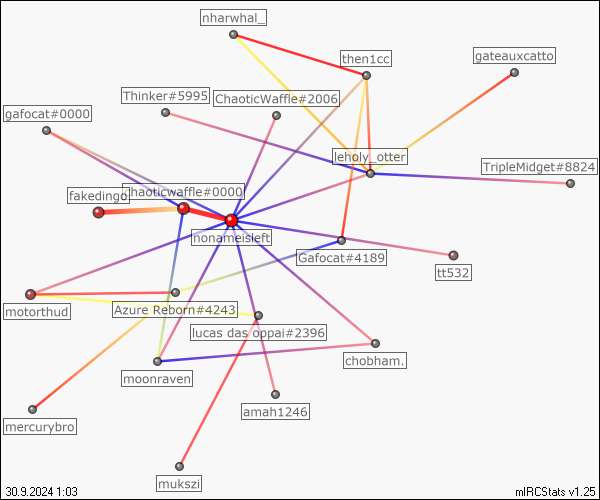 nharwhal_
then1cc
gateauxcatto
Thinker#5995
ChaoticWaffle#2006
gafocat#0000
leholy_otter
TripleMidget#8824
fakedingo
chaoticwaffle#0000
nonameisleft
Gafocat#4189
tt532
motorthud
Azure Reborn#4243
lucas das oppai#2396
chobham.
moonraven
amah1246
mercurybro
mukszi
30.9.2024 1:03
mIRCStats v1.25